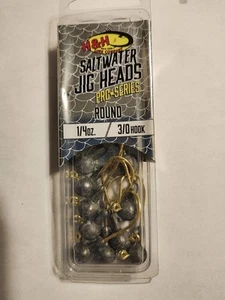 H&H
SALTWATER
JIG HEADS
PRO-SERIES
ROUND
1/4oz. / 3/0 HOOK